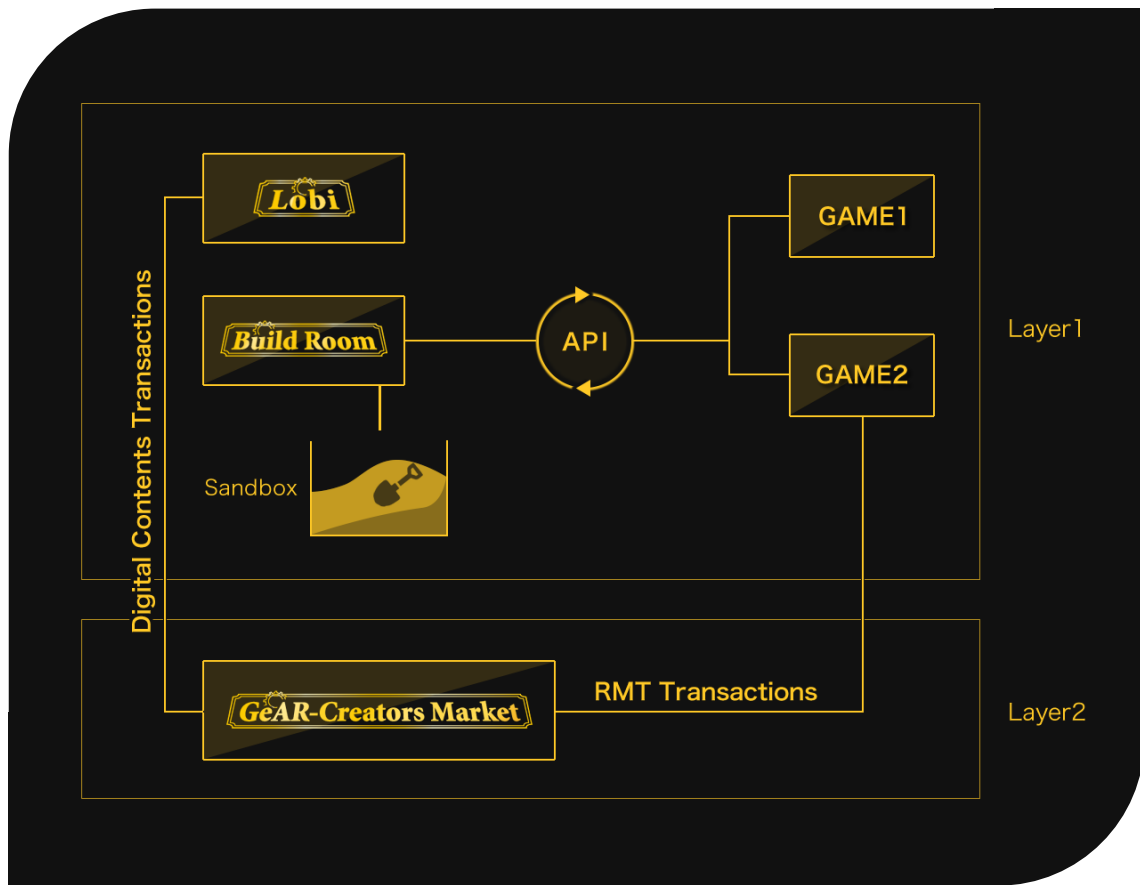 Lobi
GAME1
Build Room
API
Layer1
GAME2
Digital Contents Transactions
Sandbox
RMT Transactions
GeAR-Creators Market
Layer2